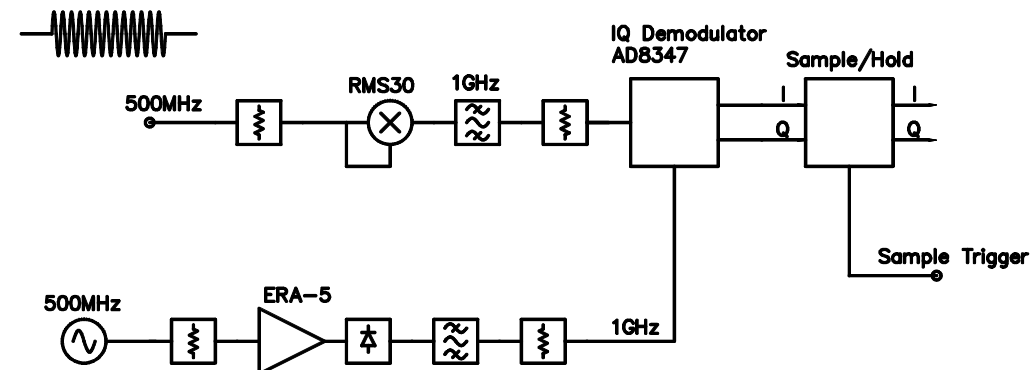 IQ Demodulator
AD8347
Sample/Hold
RMS30
1GHz
500MHz
I
I
Q
Q
Sample Trigger
500MHz
ERA-5
1GHz